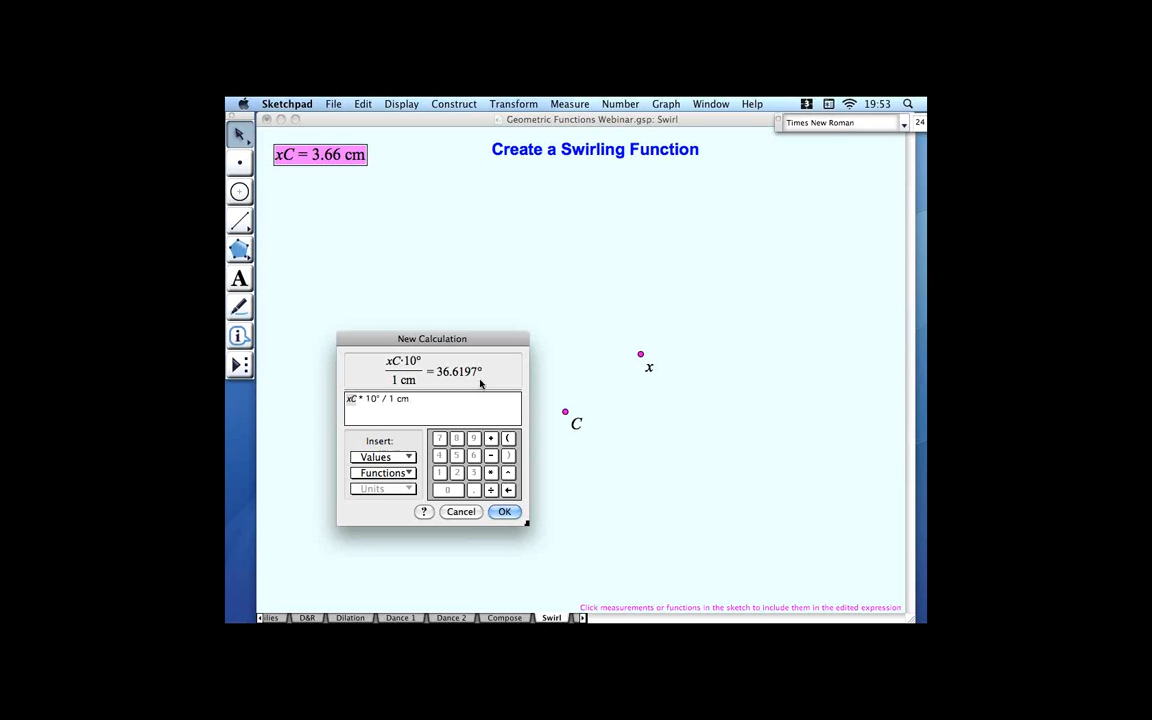 Sketchpad File Edit Display Construct Transform Measure Number Graph Window Help 19:53
Geometric Functions Webinar.gsp: Swirl
Times New Roman 24
xC = 3.66 cm
Create a Swirling Function
A
New Calculation
xC·10°
1 cm
= 36.6197°
xC * 10° / 1 cm
Insert:
Values
Functions
Units
7 8 9 + (
4 5 6 - )
1 2 3 * ^
0 . ÷ ←
? Cancel OK
x
C
Click measurements or functions in the sketch to include them in the edited expression
ilies D&R Dilation Dance 1 Dance 2 Compose Swirl